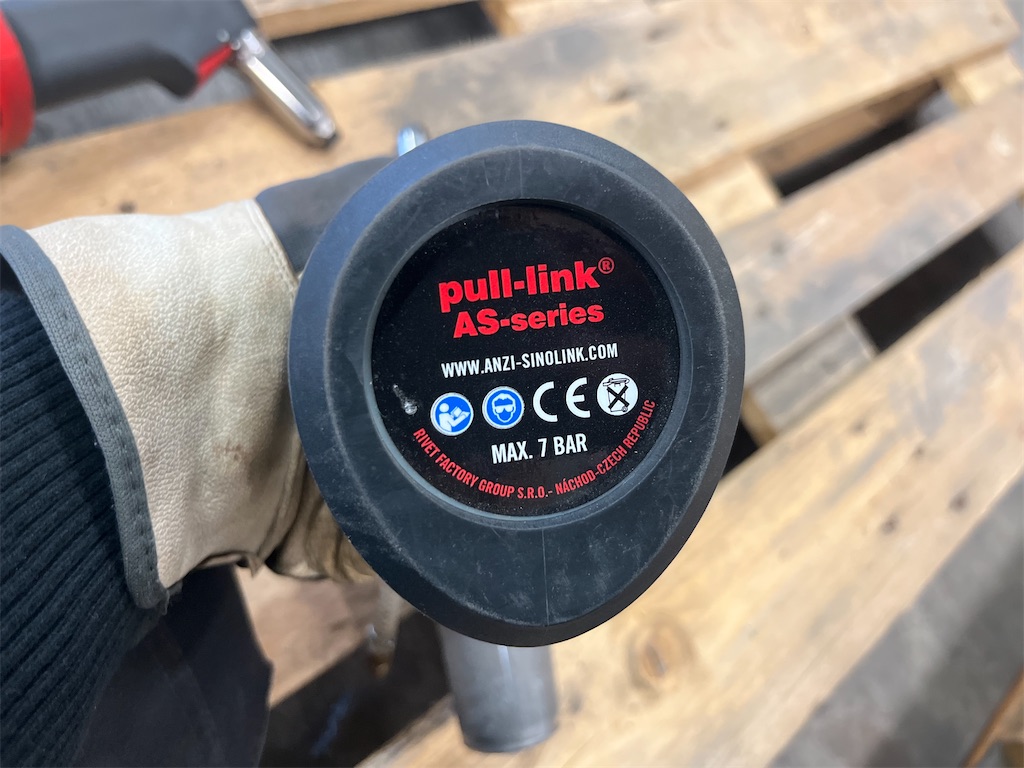 pull-link®
AS-series
WWW.ANZI-SINOLINK.COM
CE
MAX. 7 BAR
RIVET FACTORY GROUP S.R.O.- NÁCHOD-CZECH REPUBLIC